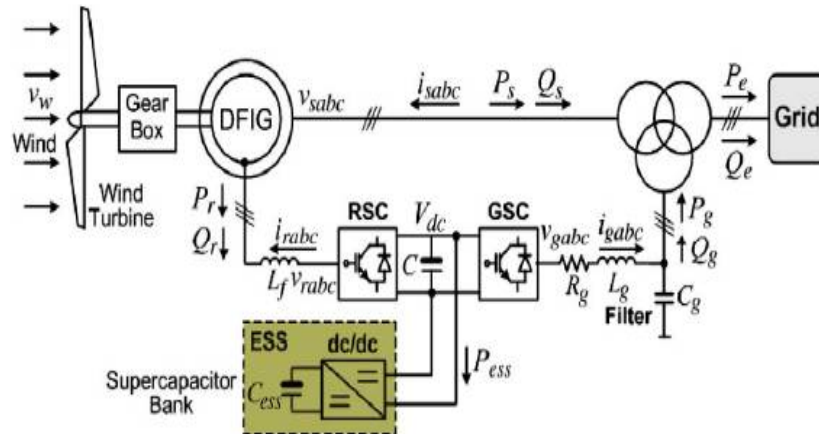 v_w
Wind
Wind
Turbine
Gear
Box
DFIG
v_sabc
i_sabc
P_s
Q_s
P_e
Q_e
Grid
P_r
Q_r
i_rabc
L_f
v_rabc
RSC
V_dc
C
GSC
v_gabc
i_gabc
R_g
L_g
P_g
Q_g
C_g
Filter
ESS
dc/dc
C_ess
P_ess
Supercapacitor
Bank